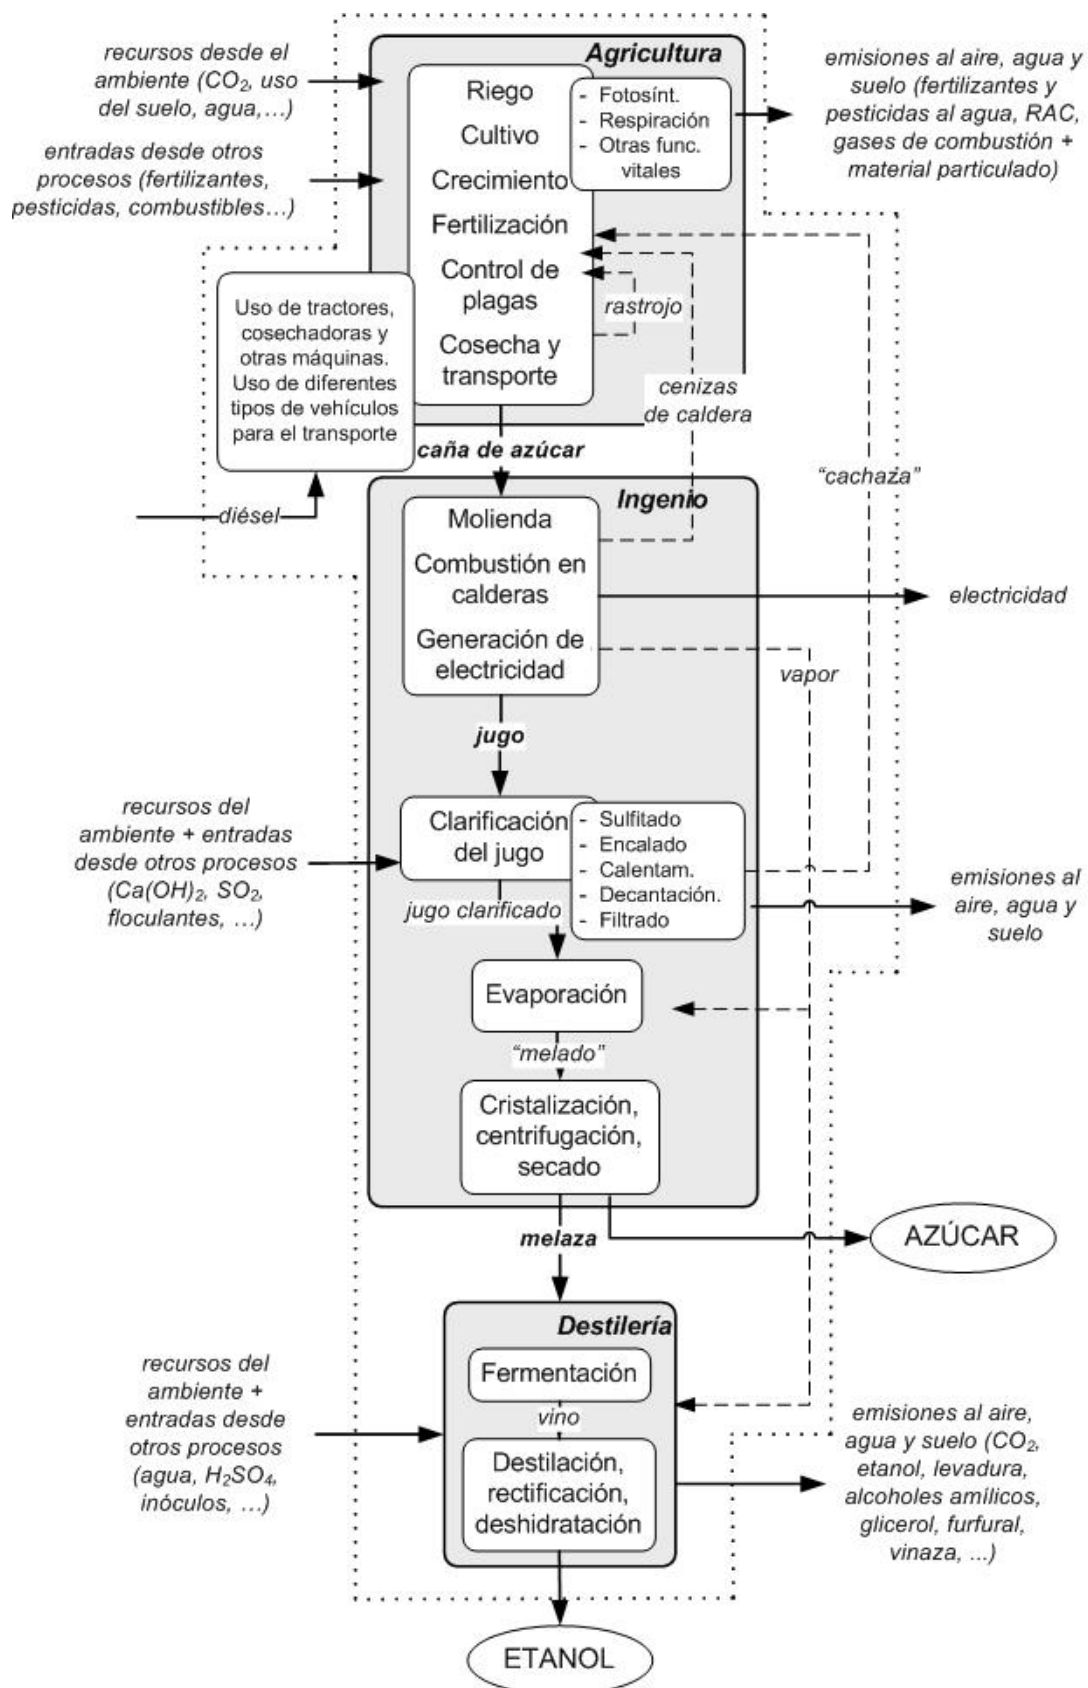 recursos desde el
ambiente (CO₂, uso
del suelo, agua,…)
entradas desde otros
procesos (fertilizantes,
pesticidas, combustibles…)
Agricultura
Riego
Cultivo
Crecimiento
Fertilización
Control de
plagas
Cosecha y
transporte
- Fotosínt.
- Respiración
- Otras func.
vitales
emisiones al aire, agua y
suelo (fertilizantes y
pesticidas al agua, RAC,
gases de combustión +
material particulado)
rastrojo
Uso de tractores,
cosechadoras y
otras máquinas.
Uso de diferentes
tipos de vehículos
para el transporte
cenizas
de caldera
caña de azúcar
"cachaza"
diésel
Ingenio
Molienda
Combustión en
calderas
Generación de
electricidad
electricidad
vapor
jugo
recursos del
ambiente + entradas
desde otros procesos
(Ca(OH)₂, SO₂,
floculantes, …)
Clarificación
del jugo
- Sulfitado
- Encalado
- Calentam.
- Decantación.
- Filtrado
jugo clarificado
emisiones al
aire, agua y
suelo
Evaporación
"melado"
Cristalización,
centrifugación,
secado
melaza
AZÚCAR
Destilería
Fermentación
vino
Destilación,
rectificación,
deshidratación
recursos del
ambiente +
entradas desde
otros procesos
(agua, H₂SO₄,
inóculos, …)
emisiones al aire,
agua y suelo (CO₂,
etanol, levadura,
alcoholes amílicos,
glicerol, furfural,
vinaza, ...)
ETANOL